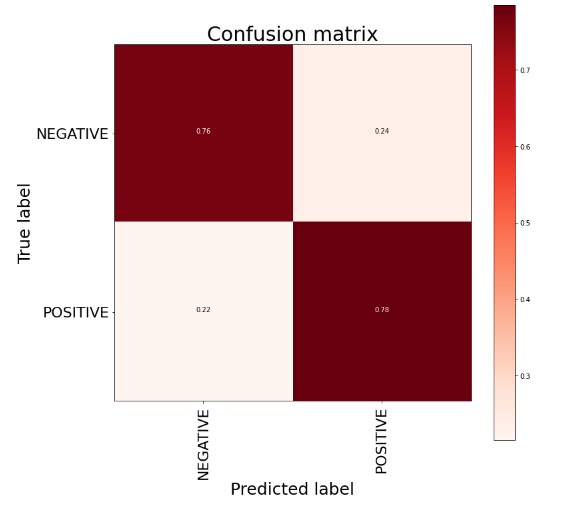 Confusion matrix
0.7
NEGATIVE
0.76
0.24
0.6
True label
0.5
POSITIVE
0.22
0.78
0.4
0.3
NEGATIVE
POSITIVE
Predicted label